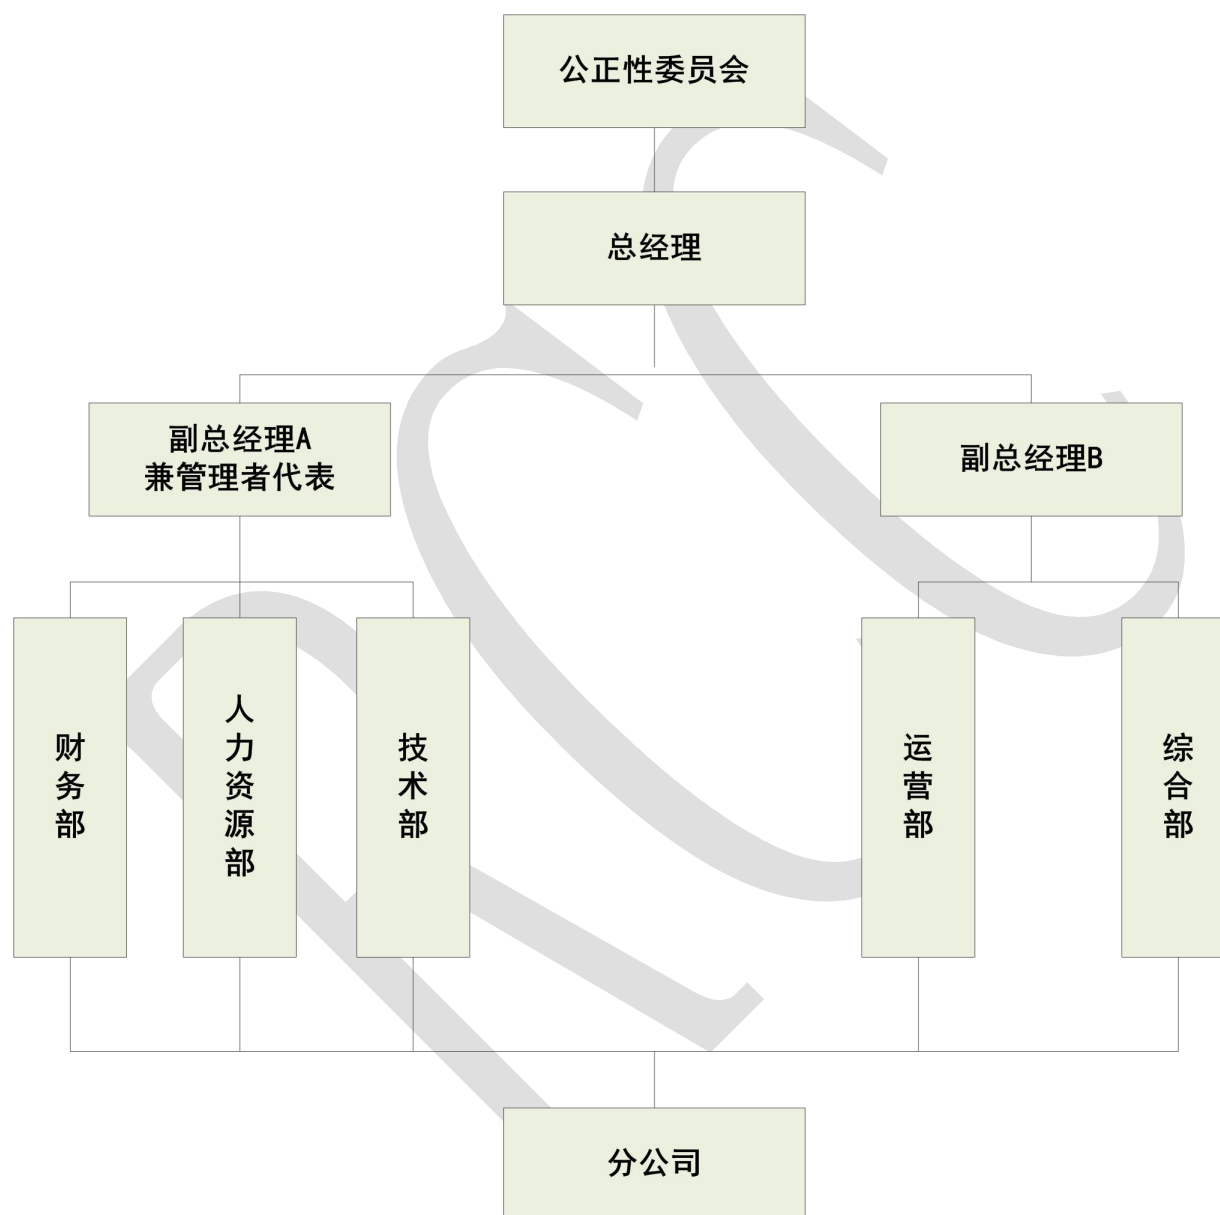 公正性委员会
总经理
副总经理A
兼管理者代表
副总经理B
财务部
人力资源部
技术部
运营部
综合部
分公司